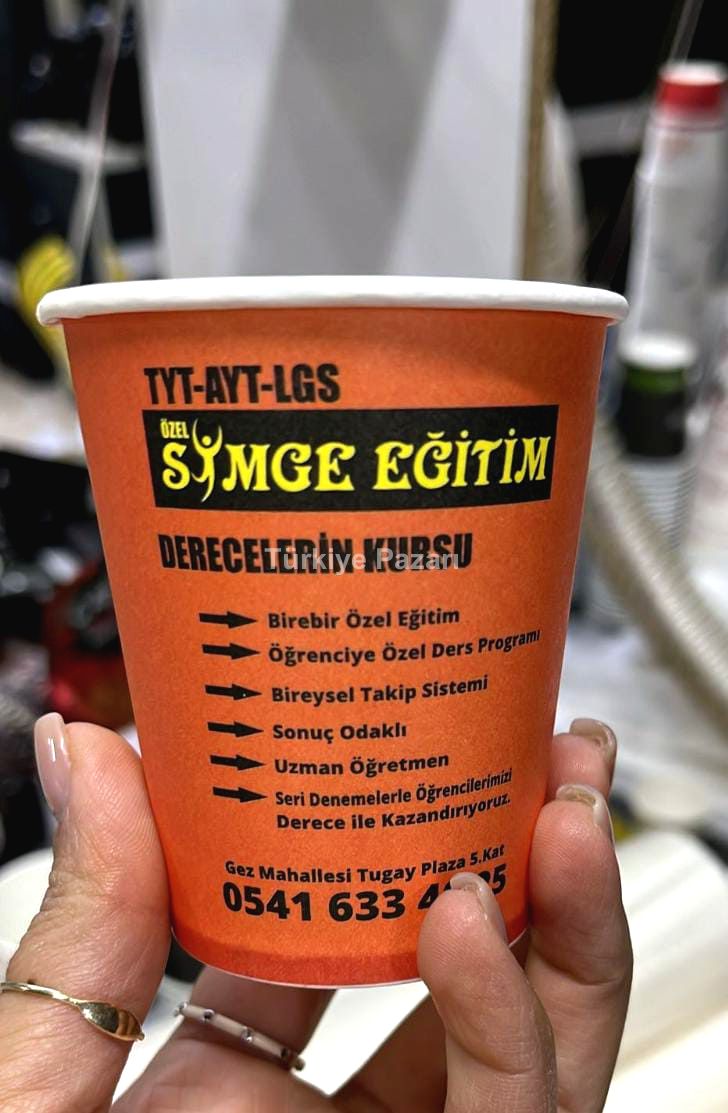 TYT-AYT-LGS
ÖZEL
SİMGE EĞİTİM
DERECELERİN KURSU
Türkiye Pazarı
Birebir Özel Eğitim
Öğrenciye Özel Ders Programı
Bireysel Takip Sistemi
Sonuç Odaklı
Uzman Öğretmen
Seri Denemelerle Öğrencilerimizi
Derece ile Kazandırıyoruz.
Gez Mahallesi Tugay Plaza 5.Kat
0541 633